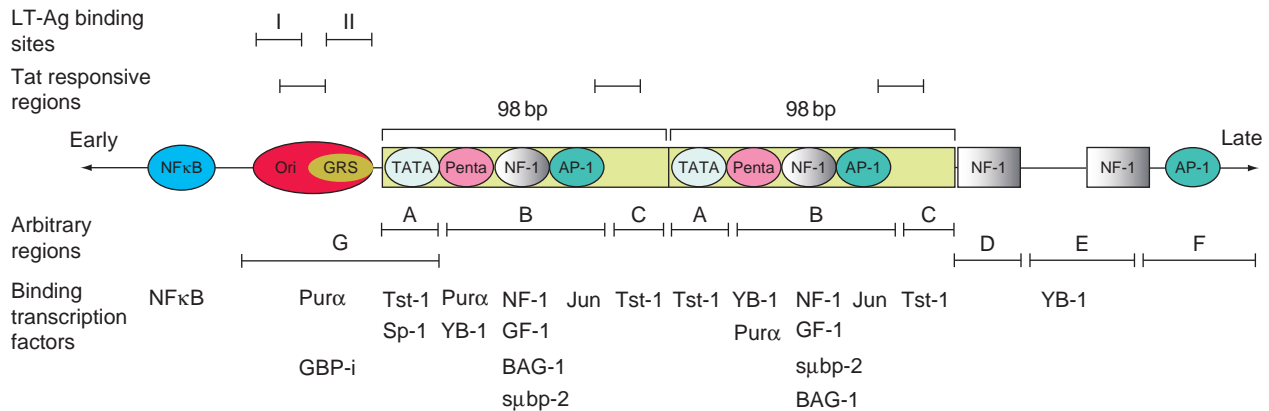 LT-Ag binding sites
I II
Tat responsive regions
98 bp 98 bp
Early Late
NFκB Ori GRS TATA Penta NF-1 AP-1 TATA Penta NF-1 AP-1 NF-1 NF-1 AP-1
Arbitrary regions
A B C A B C
G D E F
Binding transcription factors
NFκB Purα Tst-1 Purα NF-1 Jun Tst-1 Tst-1 YB-1 NF-1 Jun Tst-1 YB-1
Sp-1 YB-1 GF-1 Purα GF-1
GBP-i BAG-1 sμbp-2
sμbp-2 BAG-1